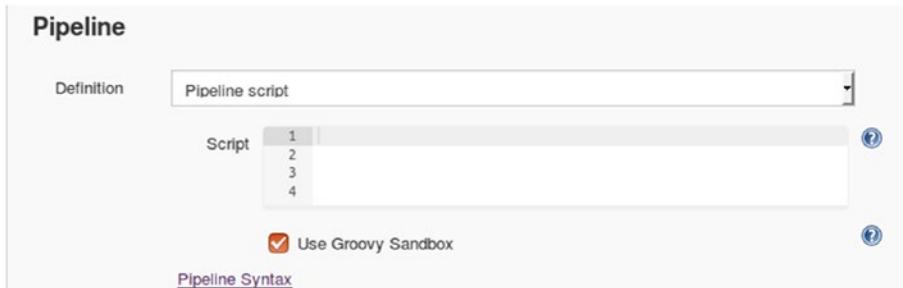 Pipeline
Definition
Pipeline script
Script
1
2
3
4
Use Groovy Sandbox
Pipeline Syntax